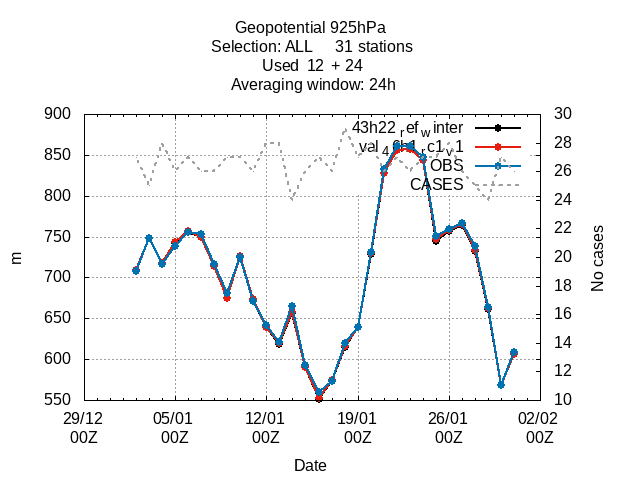 Geopotential 925hPa
Selection: ALL 31 stations
Used 12 + 24
Averaging window: 24h
900
850
800
750
700
650
600
550
m
30
28
26
24
22
20
18
16
14
12
10
No cases
43h22refwinter
OBS
CASES
29/12 05/01 12/01 19/01 26/01 02/02
00Z 00Z 00Z 00Z 00Z 00Z
Date